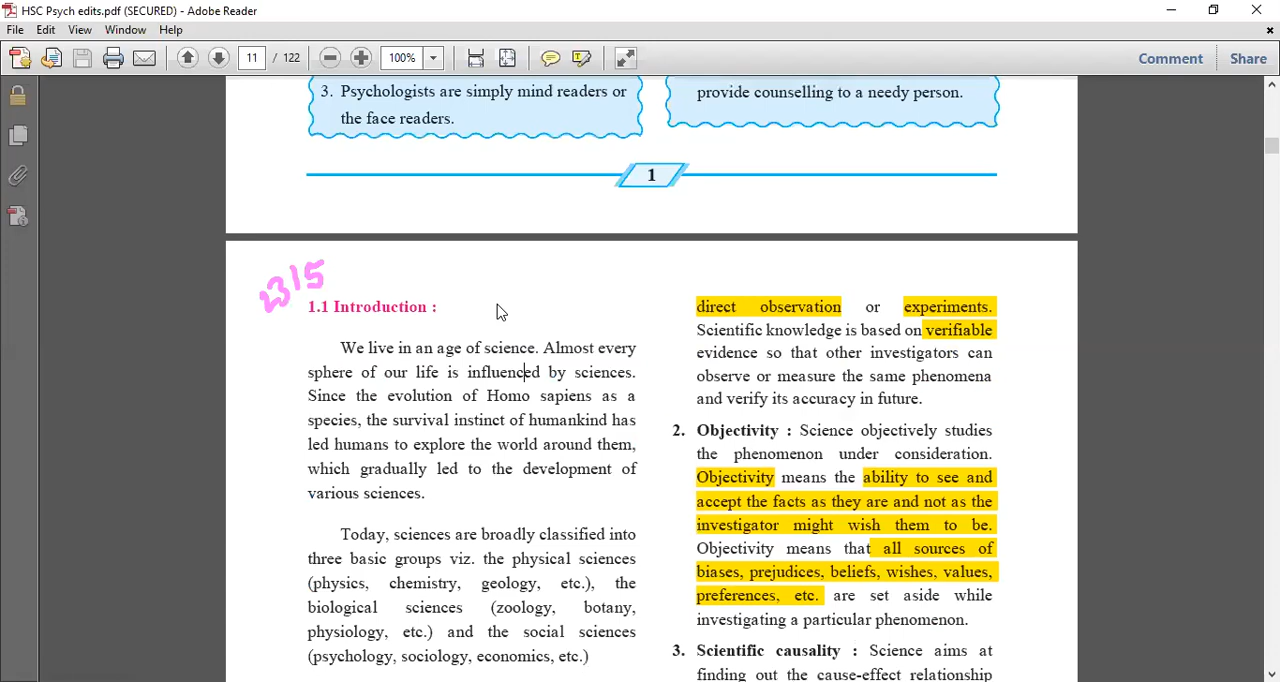 HSC Psych edits.pdf (SECURED) - Adobe Reader
File Edit View Window Help
11 / 122 100% Comment Share
3. Psychologists are simply mind readers or
the face readers.
provide counselling to a needy person.
1
2315
1.1 Introduction :
We live in an age of science. Almost every
sphere of our life is influenced by sciences.
Since the evolution of Homo sapiens as a
species, the survival instinct of humankind has
led humans to explore the world around them,
which gradually led to the development of
various sciences.
Today, sciences are broadly classified into
three basic groups viz. the physical sciences
(physics, chemistry, geology, etc.), the
biological sciences (zoology, botany,
physiology, etc.) and the social sciences
(psychology, sociology, economics, etc.)
direct observation or experiments.
Scientific knowledge is based on verifiable
evidence so that other investigators can
observe or measure the same phenomena
and verify its accuracy in future.
2. Objectivity : Science objectively studies
the phenomenon under consideration.
Objectivity means the ability to see and
accept the facts as they are and not as the
investigator might wish them to be.
Objectivity means that all sources of
biases, prejudices, beliefs, wishes, values,
preferences, etc. are set aside while
investigating a particular phenomenon.
3. Scientific causality : Science aims at
finding out the cause-effect relationship